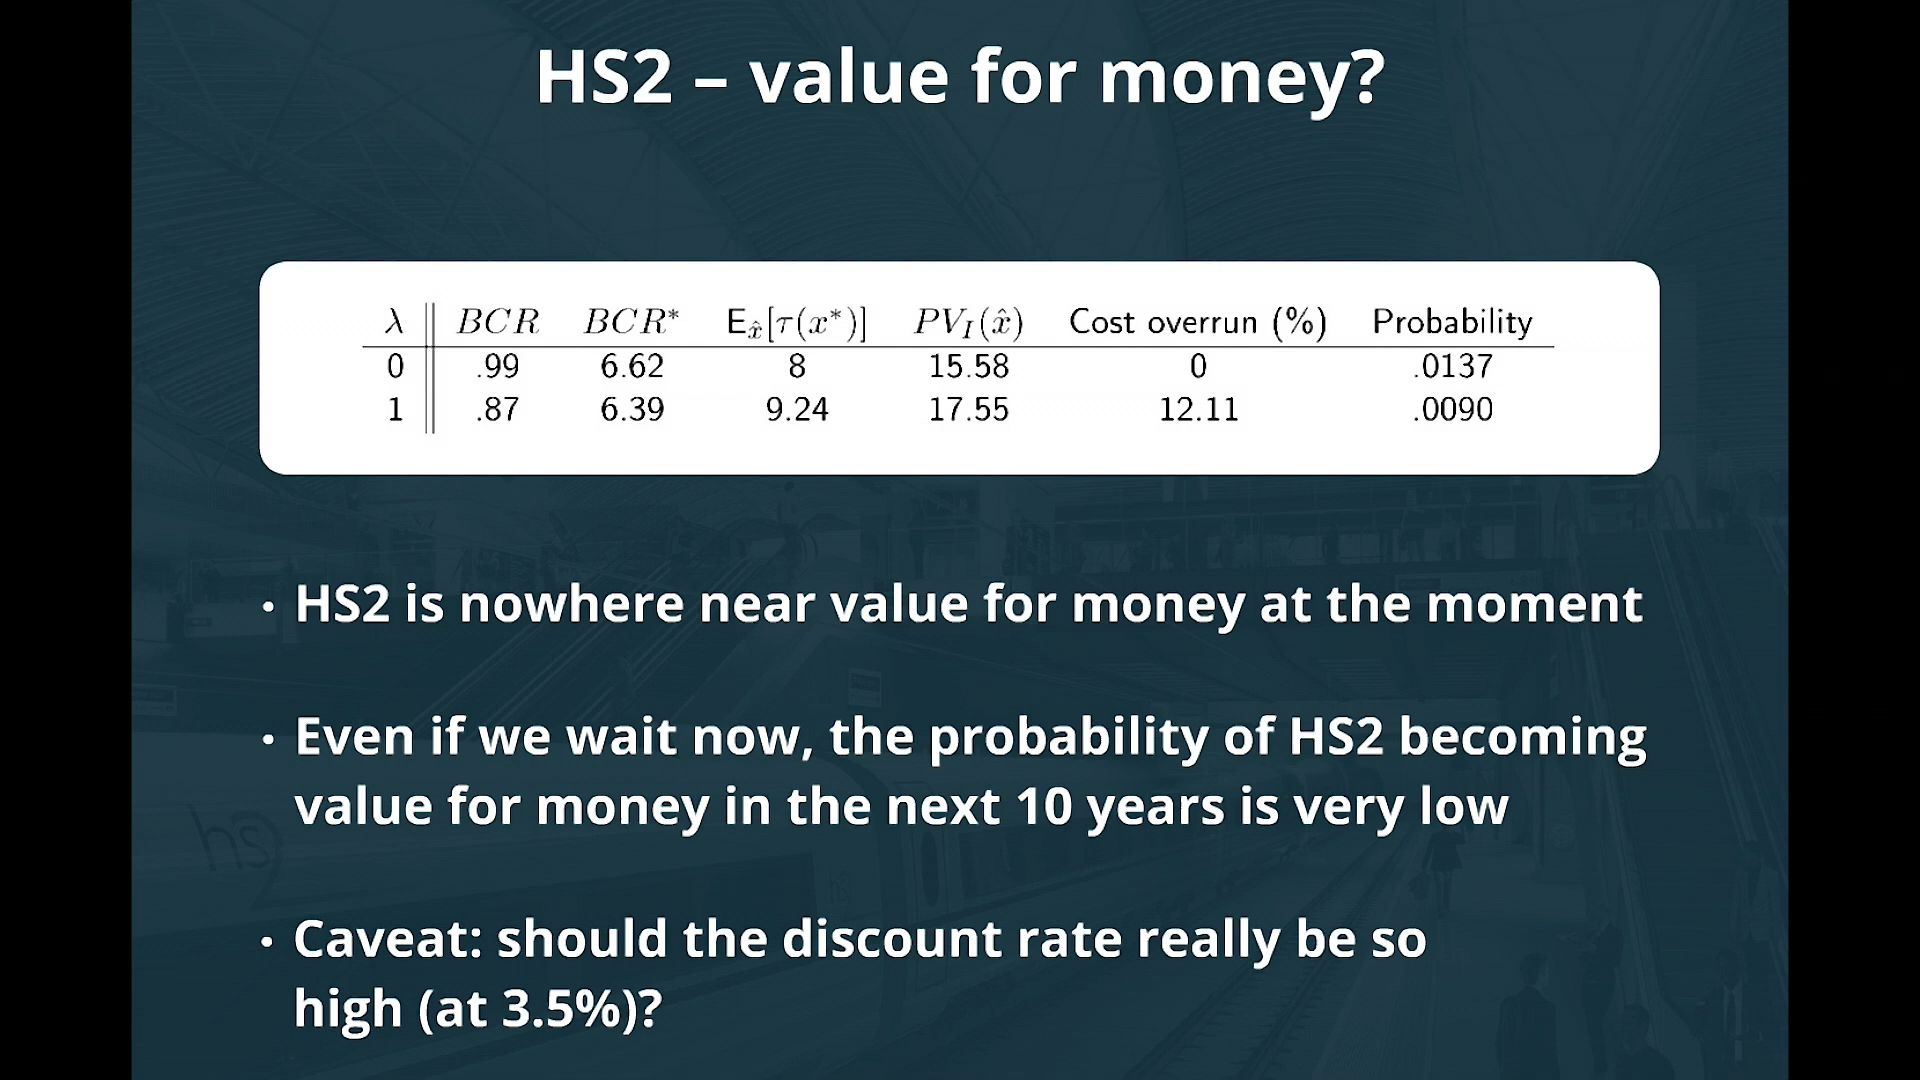 HS2 – value for money?
λ BCR BCR* E_x̂[τ(x*)] PV_I(x̂) Cost overrun (%) Probability
0 .99 6.62 8 15.58 0 .0137
1 .87 6.39 9.24 17.55 12.11 .0090
· HS2 is nowhere near value for money at the moment
· Even if we wait now, the probability of HS2 becoming
value for money in the next 10 years is very low
hs2
· Caveat: should the discount rate really be so
high (at 3.5%)?